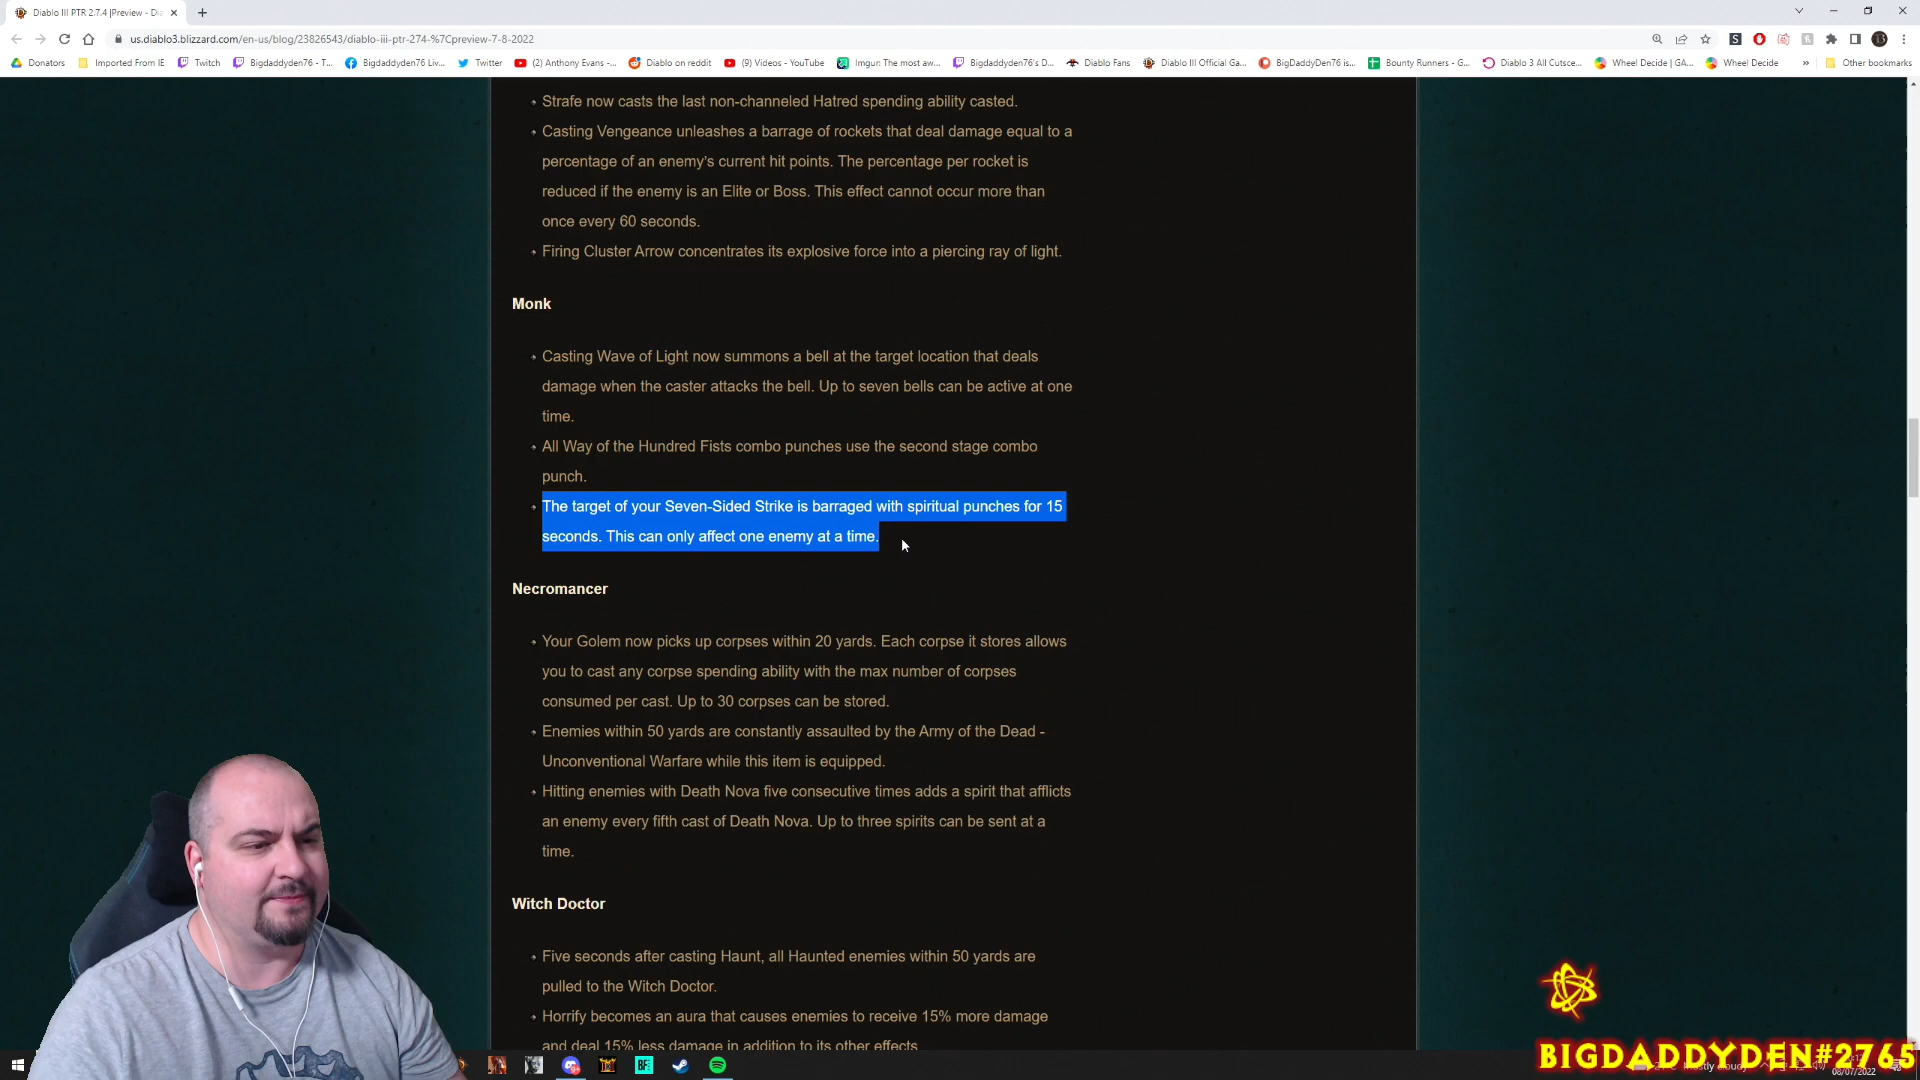 Diablo III PTR 2.7.4 |Preview - Dia
us.diablo3.blizzard.com/en-us/blog/23826543/diablo-iii-ptr-274-%7Cpreview-7-8-2022
Donators Imported From IE Twitch Bigdaddyden76 - T... Bigdaddyden76 Liv... Twitter (2) Anthony Evans -... Diablo on reddit (9) Videos - YouTube Imgur: The most aw... Bigdaddyden76's D... Diablo Fans Diablo III Official Ga... BigDaddyDen76 is... Bounty Runners - G... Diablo 3 All Cutsce... Wheel Decide | GA... Wheel Decide » Other bookmarks
Strafe now casts the last non-channeled Hatred spending ability casted.
Casting Vengeance unleashes a barrage of rockets that deal damage equal to a
percentage of an enemy's current hit points. The percentage per rocket is
reduced if the enemy is an Elite or Boss. This effect cannot occur more than
once every 60 seconds.
Firing Cluster Arrow concentrates its explosive force into a piercing ray of light.
Monk
Casting Wave of Light now summons a bell at the target location that deals
damage when the caster attacks the bell. Up to seven bells can be active at one
time.
All Way of the Hundred Fists combo punches use the second stage combo
punch.
The target of your Seven-Sided Strike is barraged with spiritual punches for 15
seconds. This can only affect one enemy at a time.
Necromancer
Your Golem now picks up corpses within 20 yards. Each corpse it stores allows
you to cast any corpse spending ability with the max number of corpses
consumed per cast. Up to 30 corpses can be stored.
Enemies within 50 yards are constantly assaulted by the Army of the Dead -
Unconventional Warfare while this item is equipped.
Hitting enemies with Death Nova five consecutive times adds a spirit that afflicts
an enemy every fifth cast of Death Nova. Up to three spirits can be sent at a
time.
Witch Doctor
Five seconds after casting Haunt, all Haunted enemies within 50 yards are
pulled to the Witch Doctor.
Horrify becomes an aura that causes enemies to receive 15% more damage
and deal 15% less damage in addition to its other effects.
BIGDADDYDEN#2765
08/07/2022